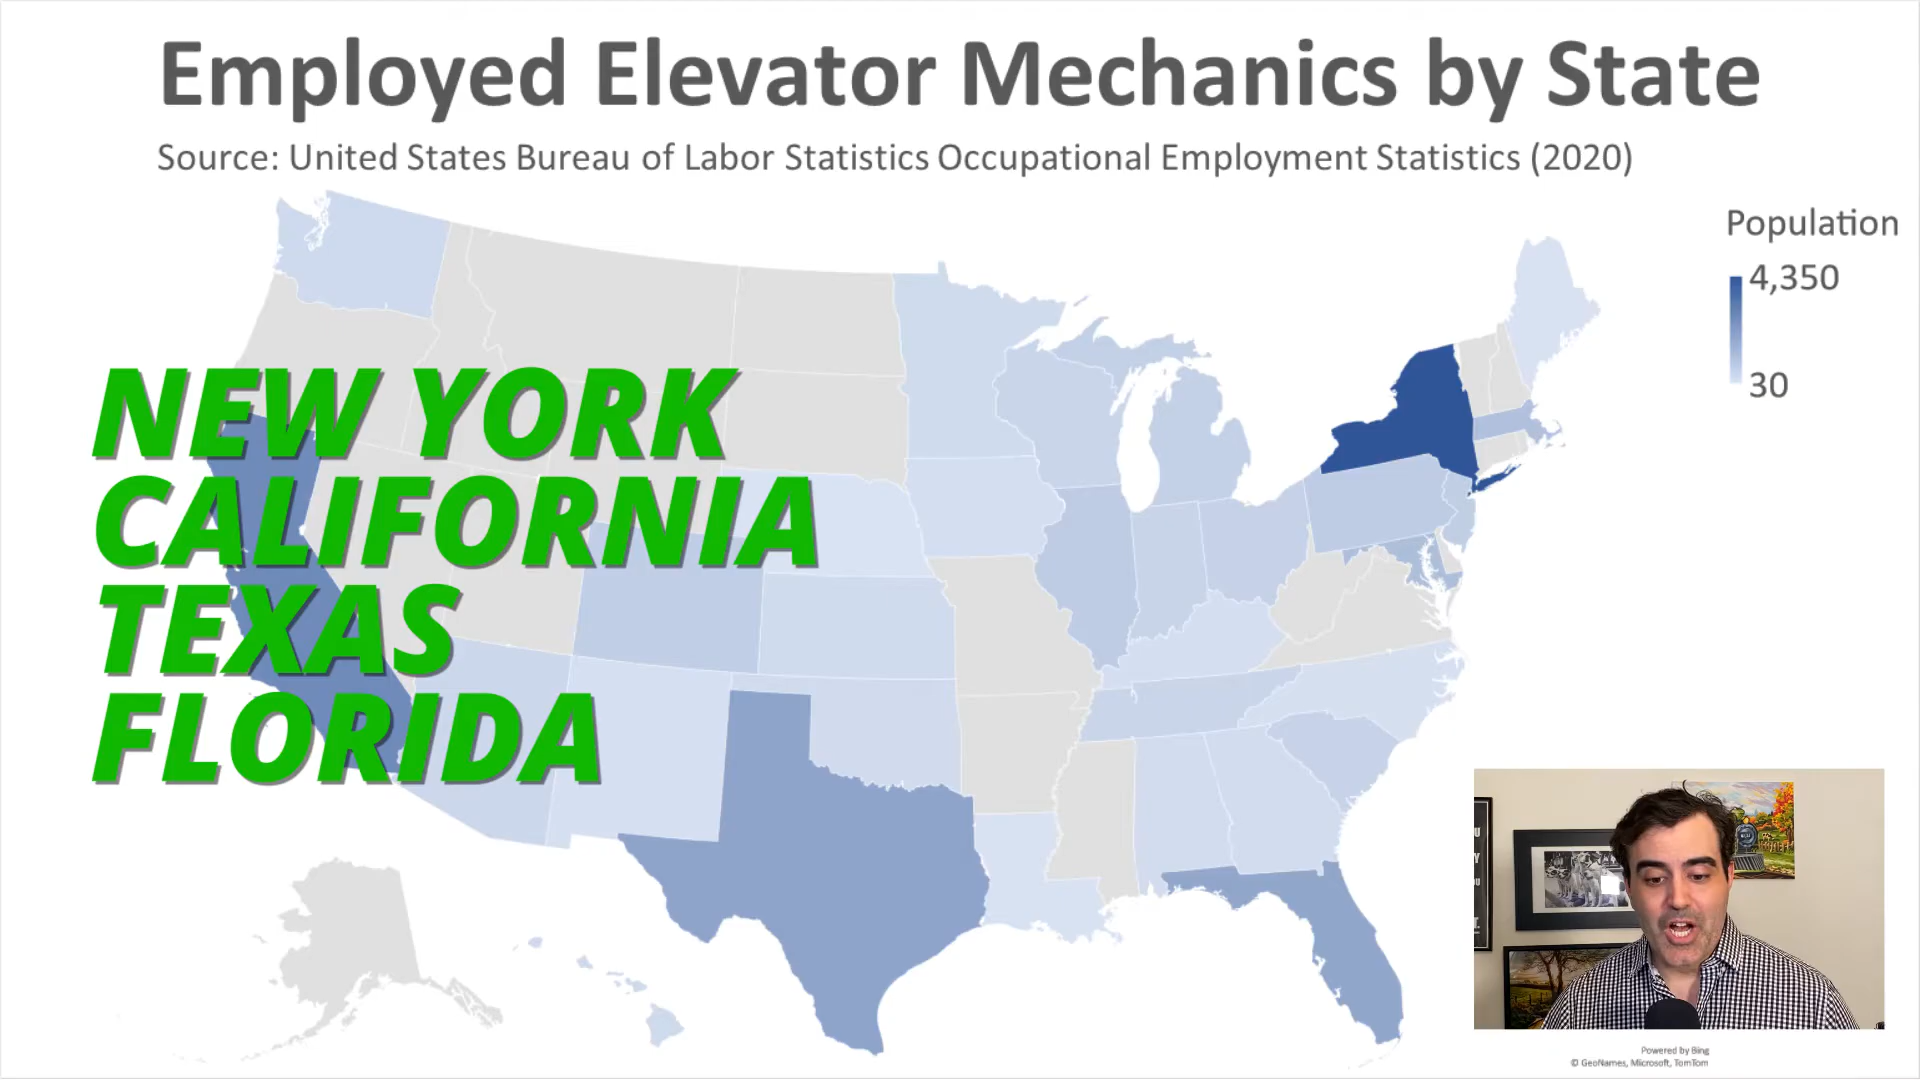 Employed Elevator Mechanics by State
Source: United States Bureau of Labor Statistics Occupational Employment Statistics (2020)
Population
4,350
30
NEW YORK
CALIFORNIA
TEXAS
FLORIDA
Powered by Bing
© GeoNames, Microsoft, TomTom